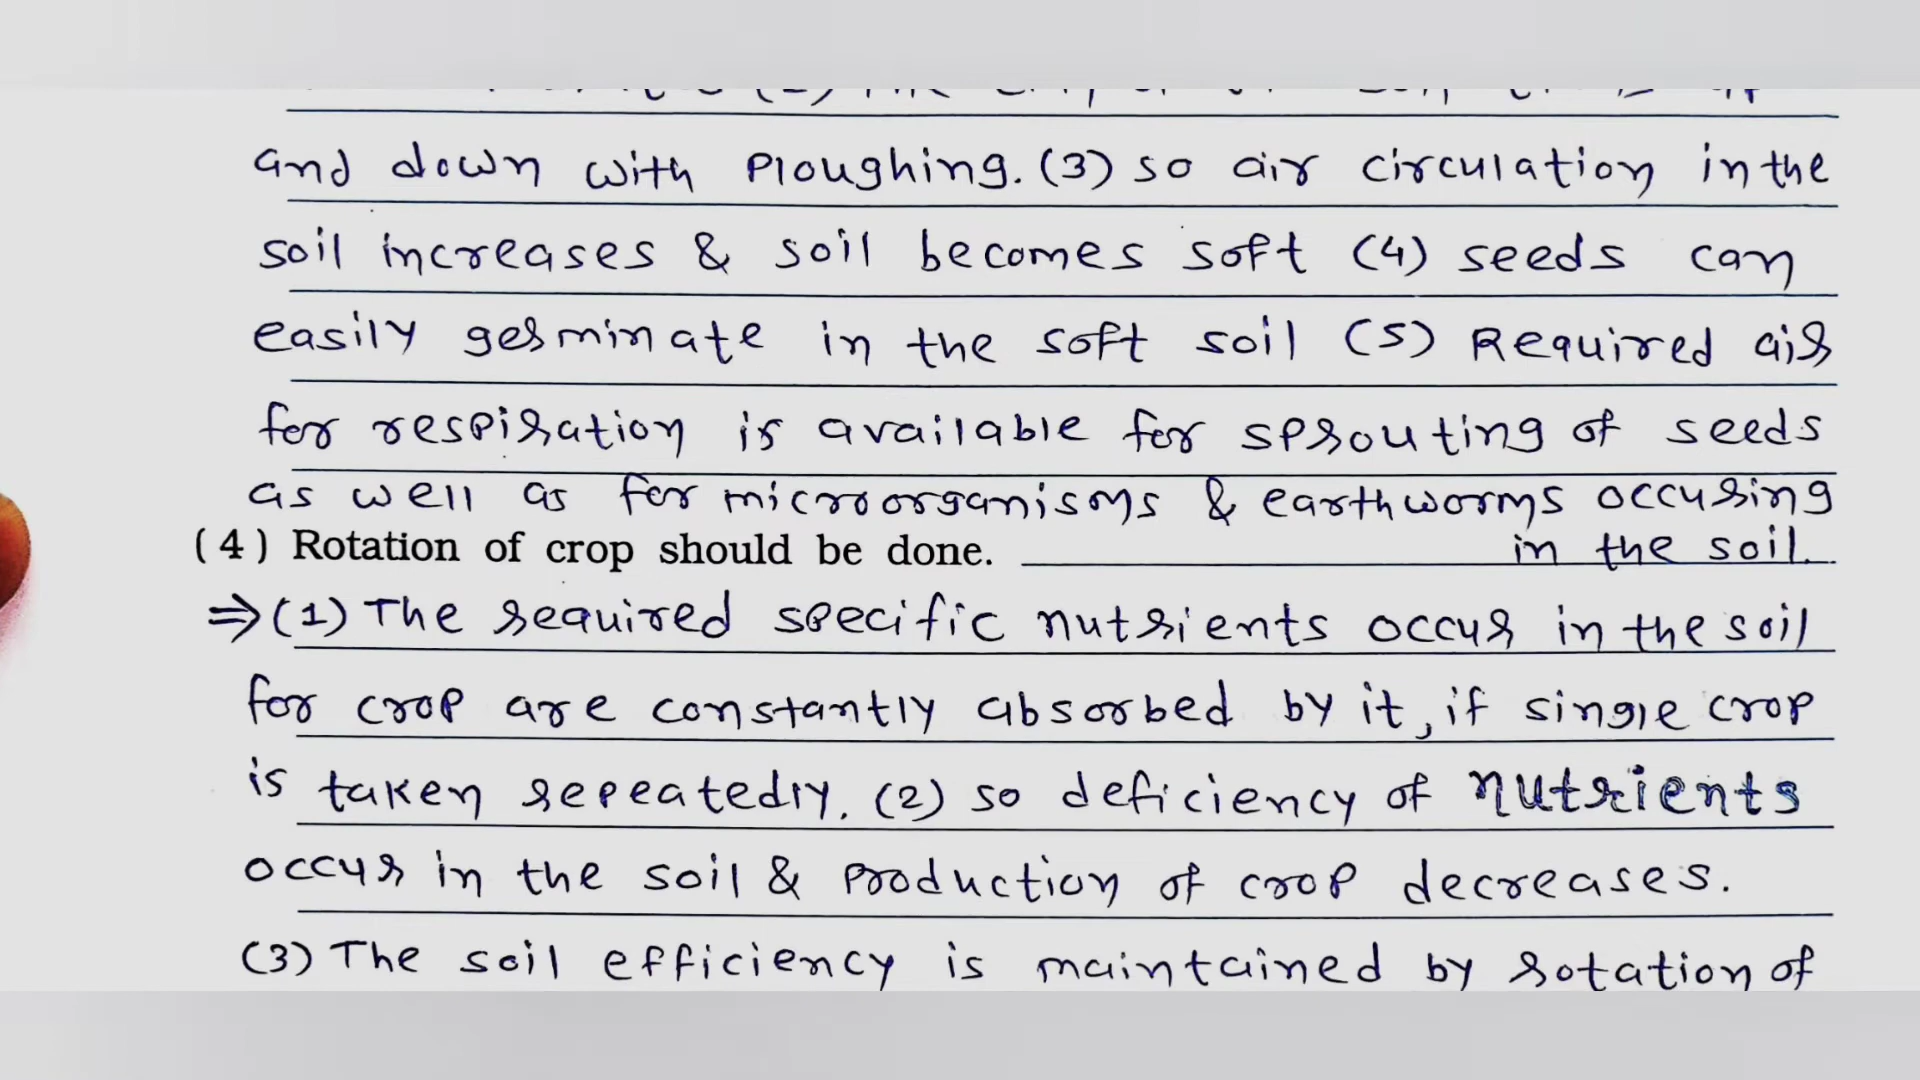 and down with Ploughing. (3) so air circulation in the
soil increases & soil becomes soft (4) seeds can
easily germinate in the soft soil (5) Required air
for respiration is available for sprouting of seeds
as well as for microorganisms & earthworms occuring
(4) Rotation of crop should be done. in the soil.
⇒ (1) The required specific nutrients occur in the soil
for crop are constantly absorbed by it, if single crop
is taken repeatedly. (2) so deficiency of nutrients
occur in the soil & production of crop decreases.
(3) The soil efficiency is maintained by rotation of